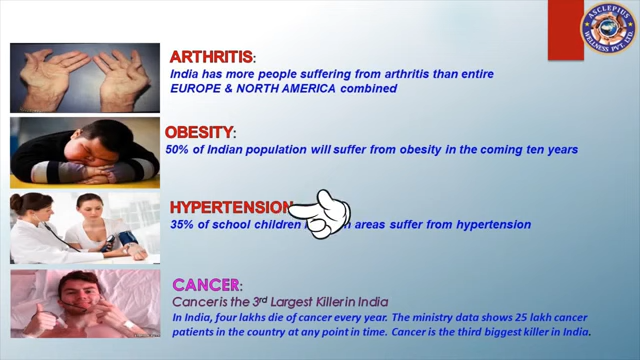 ASCLEPIUS
WELLNESS PVT. LTD.
ARTHRITIS:
India has more people suffering from arthritis than entire
EUROPE & NORTH AMERICA combined
OBESITY:
50% of Indian population will suffer from obesity in the coming ten years
HYPERTENSION
35% of school children areas suffer from hypertension
CANCER:
Cancer is the 3rd Largest Killer in India
In India, four lakhs die of cancer every year. The ministry data shows 25 lakh cancer
patients in the country at any point in time. Cancer is the third biggest killer in India.